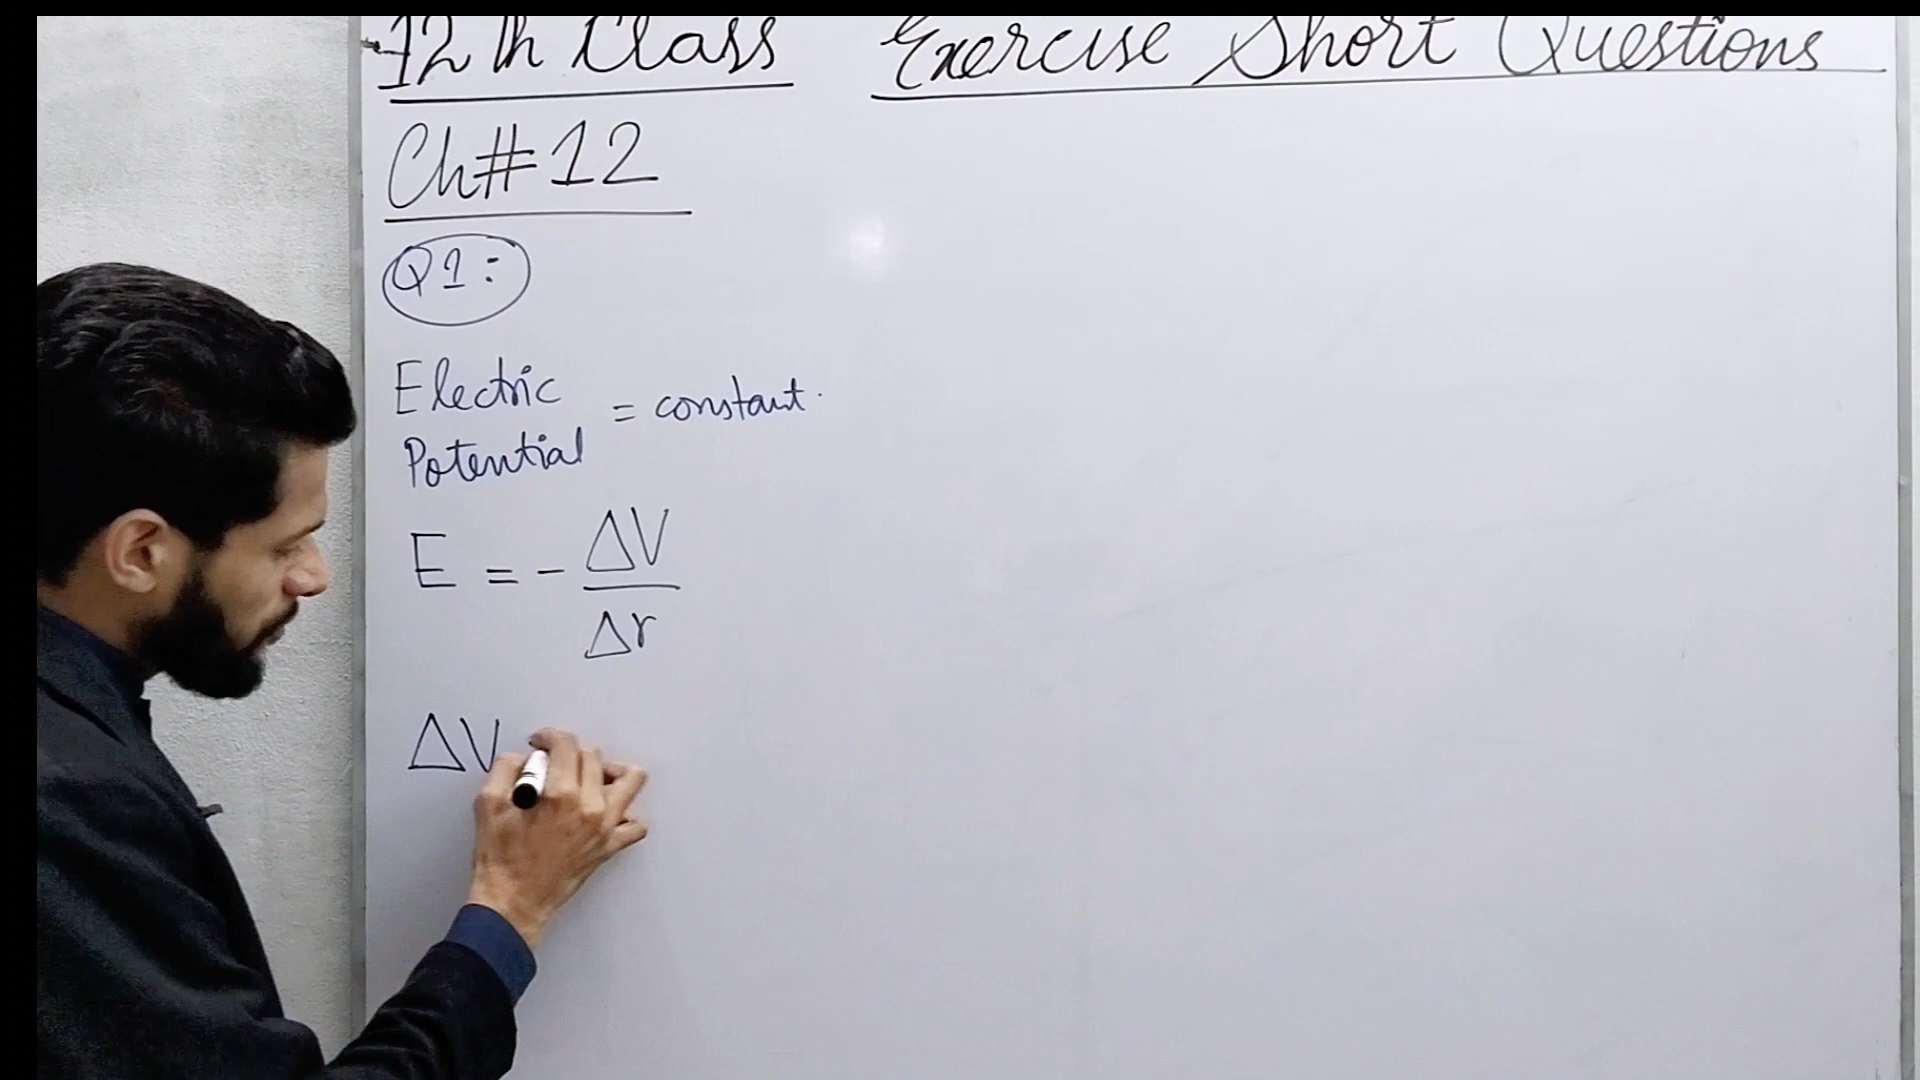 12th Class Exercise Short Questions
Ch#12
Q1:
Electric
Potential = constant.
E = - ΔV
Δr
ΔV